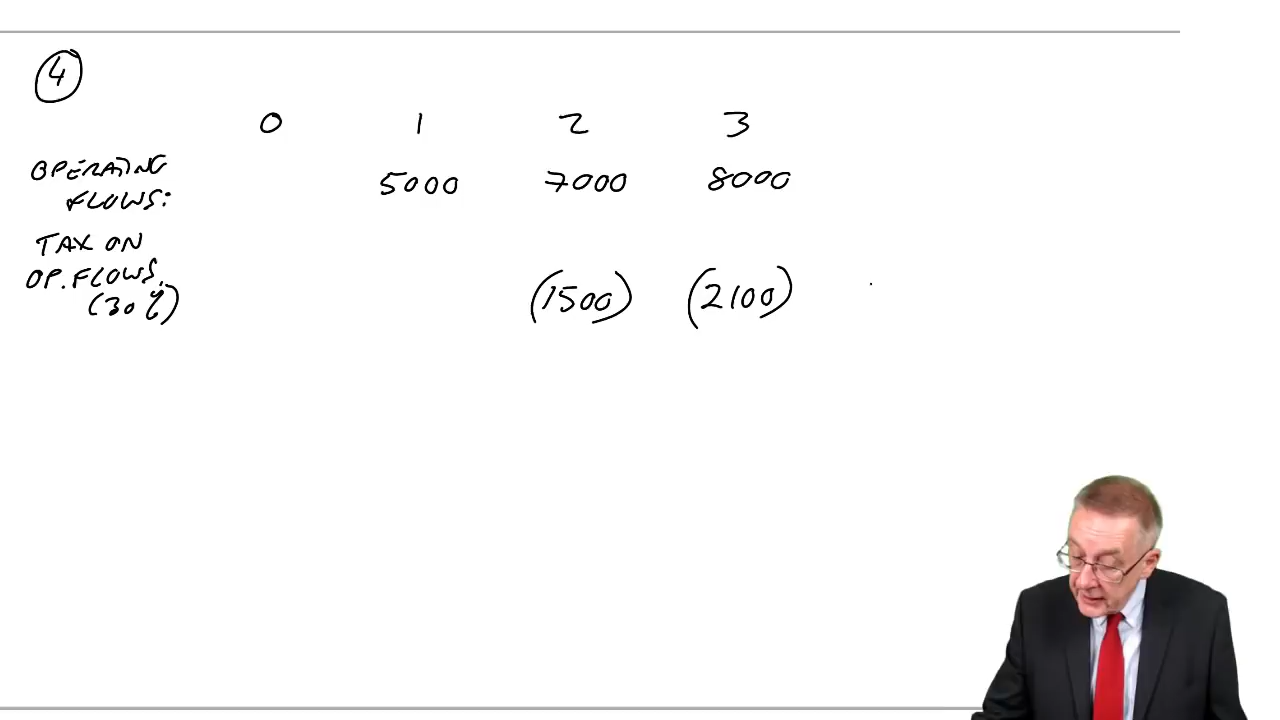 4
0 1 2 3
OPERATING
FLOWS: 5000 7000 8000
TAX ON
OP. FLOWS.
(30%) (1500) (2100)